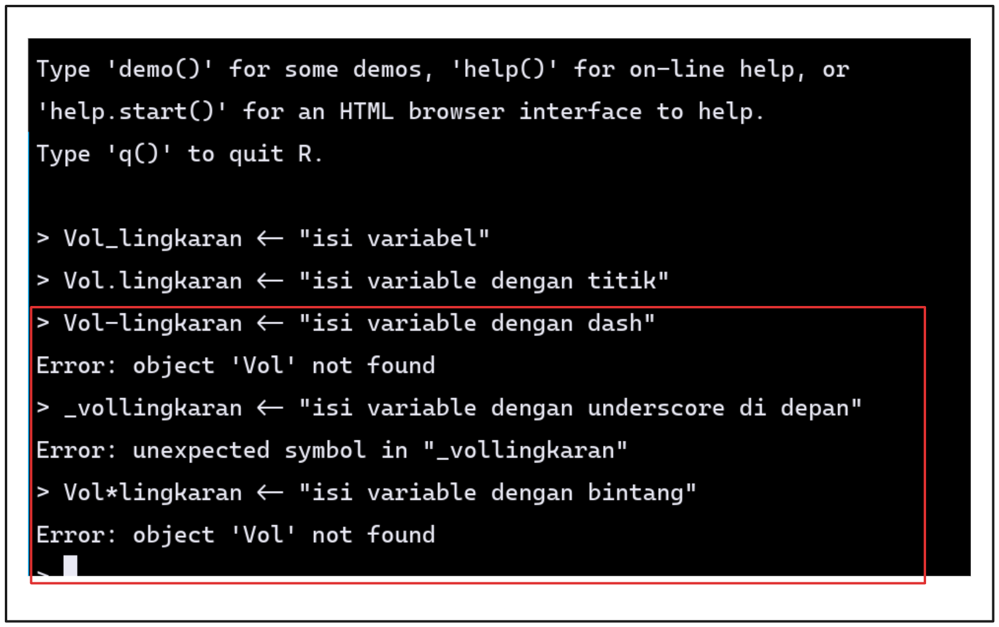 Type 'demo()' for some demos, 'help()' for on-line help, or
'help.start()' for an HTML browser interface to help.
Type 'q()' to quit R.
> Vol_lingkaran <- "isi variabel"
> Vol.lingkaran <- "isi variable dengan titik"
> Vol-lingkaran <- "isi variable dengan dash"
Error: object 'Vol' not found
> _vollingkaran <- "isi variable dengan underscore di depan"
Error: unexpected symbol in "_vollingkaran"
> Vol*lingkaran <- "isi variable dengan bintang"
Error: object 'Vol' not found
>